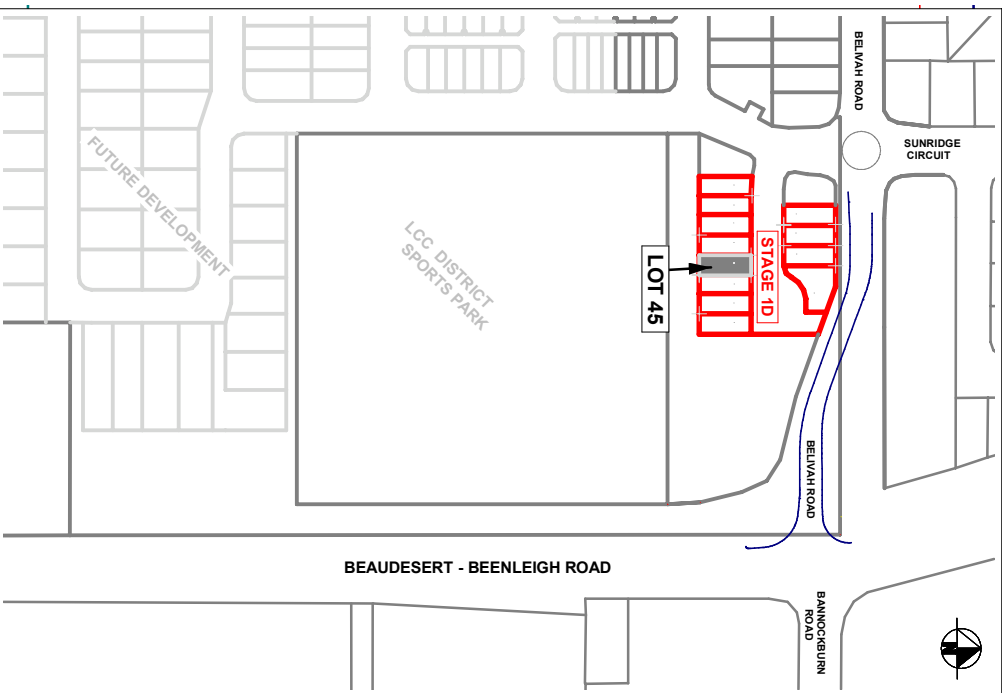 BELIVAH ROAD
SUNRIDGE
CIRCUIT
FUTURE DEVELOPMENT
LCC DISTRICT
SPORTS PARK
LOT 45
STAGE 1D
BELIVAH ROAD
BEAUDESERT - BEENLEIGH ROAD
BANNOCKBURN
ROAD
N